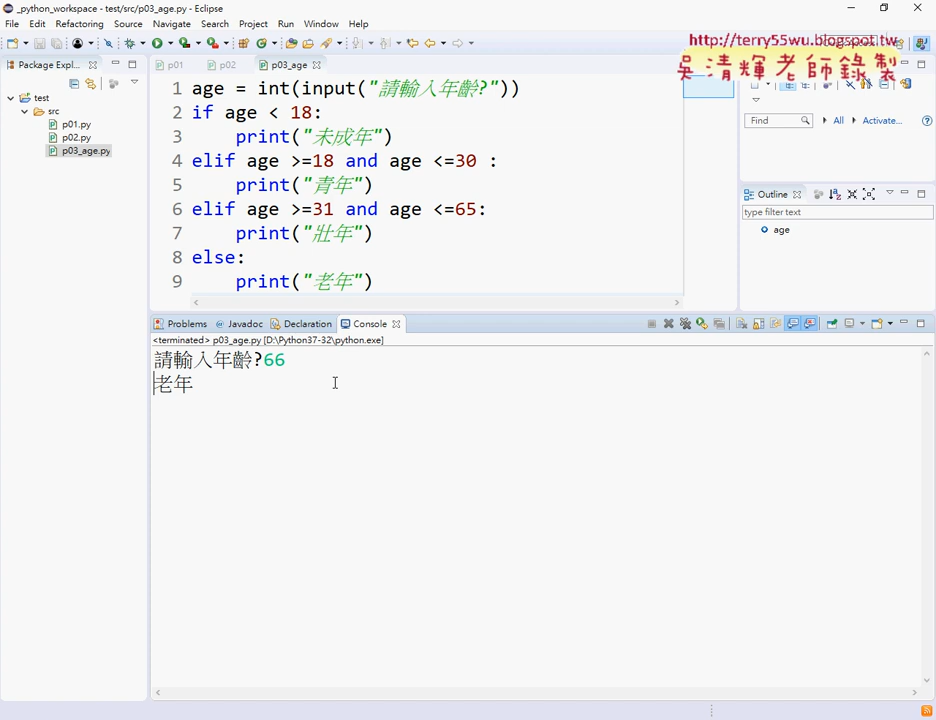 _python_workspace - test/src/p03_age.py - Eclipse
File Edit Refactoring Source Navigate Search Project Run Window Help
http://terry55wu.blogspot.tw
吳清輝老師錄製
Package Expl...
p01 p02 p03_age
test
src
p01.py
p02.py
p03_age.py
1 age = int(input("請輸入年齡?"))
2 if age < 18:
3 print("未成年")
4 elif age >=18 and age <=30 :
5 print("青年")
6 elif age >=31 and age <=65:
7 print("壯年")
8 else:
9 print("老年")
Find All Activate...
Outline
type filter text
age
Problems Javadoc Declaration Console
<terminated> p03_age.py [D:\Python37-32\python.exe]
請輸入年齡?66
老年